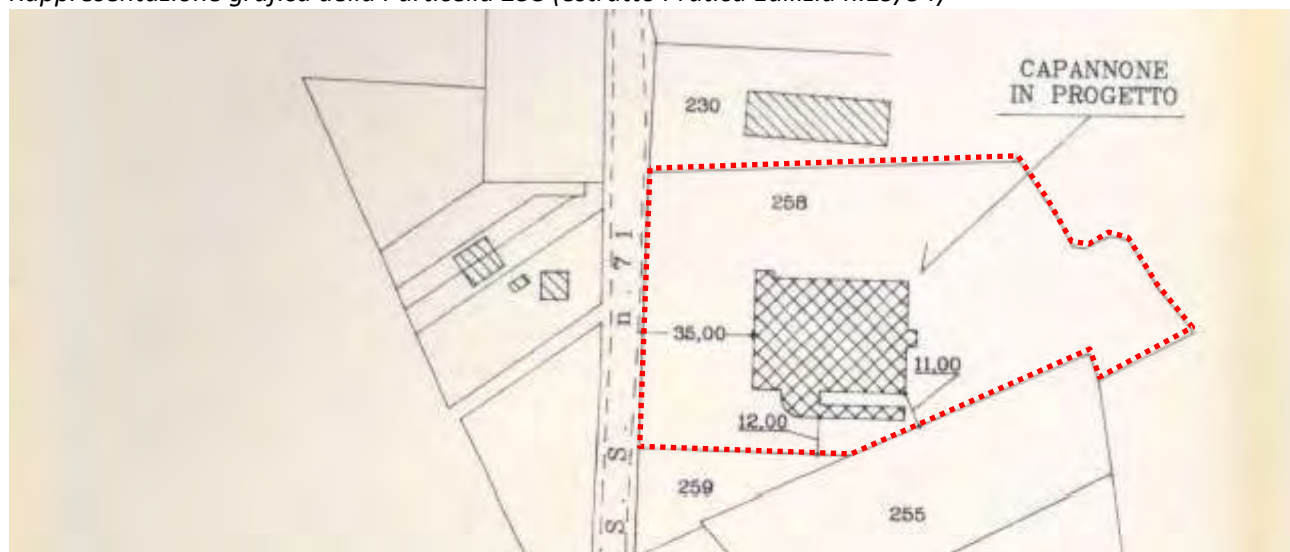 CAPANNONE
IN PROGETTO
230
258
35,00
11,00
12,00
259
255
S.S. n. 71